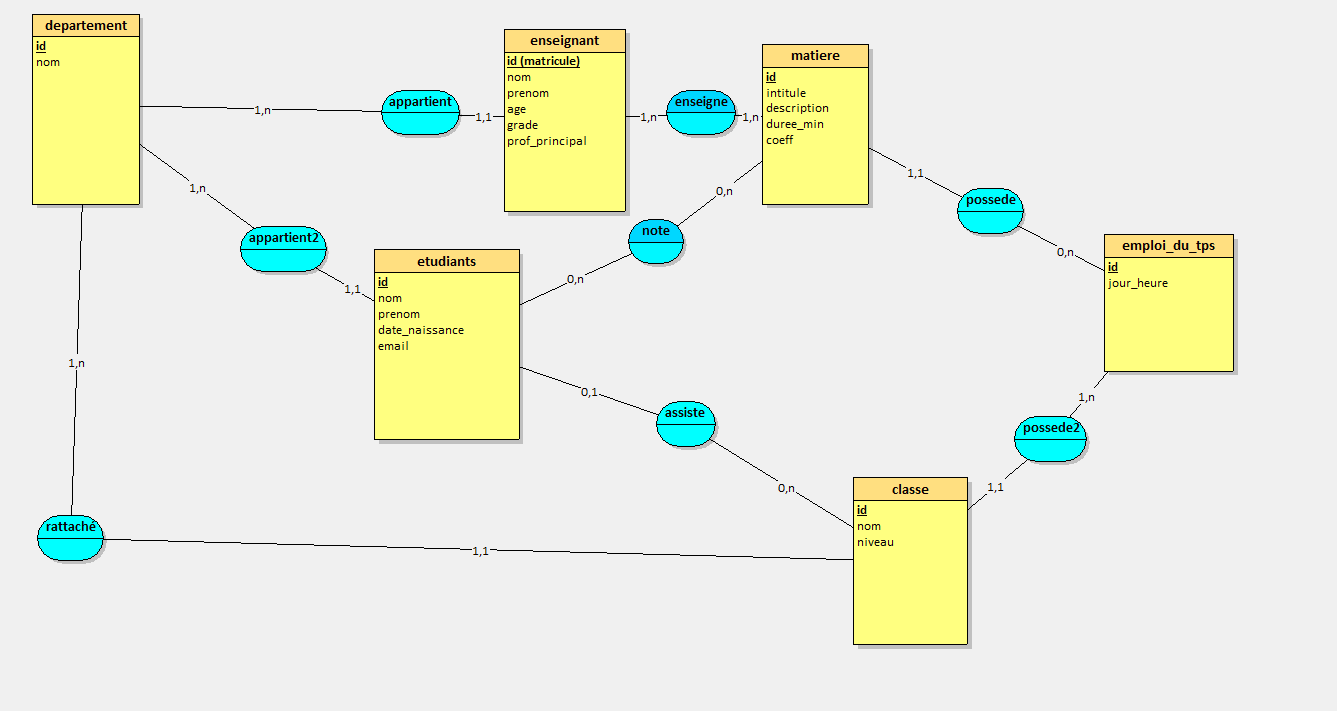 departement
id
nom
1,n
appartient
1,1
enseignant
id (matricule)
nom
prenom
age
grade
prof_principal
1,n
enseigne
1,n
matiere
id
intitule
description
duree_min
coeff
1,1
possede
0,n
emploi_du_tps
id
jour_heure
1,n
appartient2
1,1
etudiants
id
nom
prenom
date_naissance
email
0,n
note
0,n
0,1
assiste
0,n
1,n
possede2
1,1
classe
id
nom
niveau
1,n
rattaché
1,1